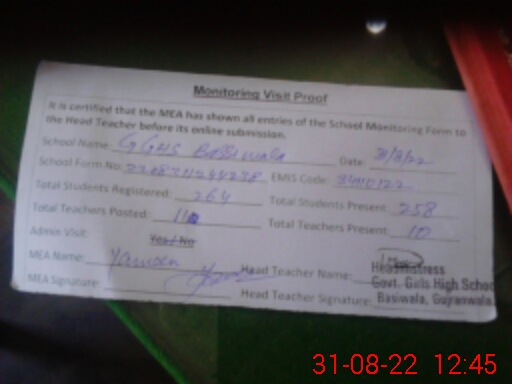 Monitoring Visit Proof
It is certified that the MEA has shown all entries of the School Monitoring Form to
the Head Teacher before its online submission.
School Name: GGHS Date: 31/8/22
School Form No: EMIS Code:
Total Students Registered: 264 Total Students Present: 258
Total Teachers Posted: 11 Total Teachers Present: 10
Admin Visit: Yes / No
MEA Name: Head Teacher Name: Headmistress
Govt. Girls High School
MEA Signature: Head Teacher Signature: Basiwala, Gujranwala.
31-08-22 12:45